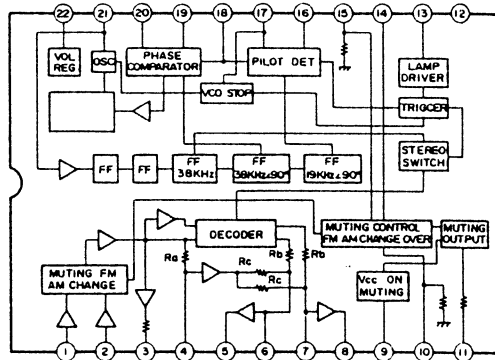 22 21 20 19 18 17 16 15 14 13 12
VOL REG
OSC
PHASE COMPARATOR
PILOT DET
LAMP DRIVER
VCO STOP
TRIGGER
FF
FF
FF 38KHz
FF 38KHz∠90°
FF 19KHz∠90°
STEREO SWITCH
DECODER
MUTING CONTROL FM AM CHANGE OVER
MUTING OUTPUT
MUTING FM AM CHANGE
Ra
Rb
Rb
Rc
Rc
Vcc ON MUTING
1 2 3 4 5 6 7 8 9 10 11